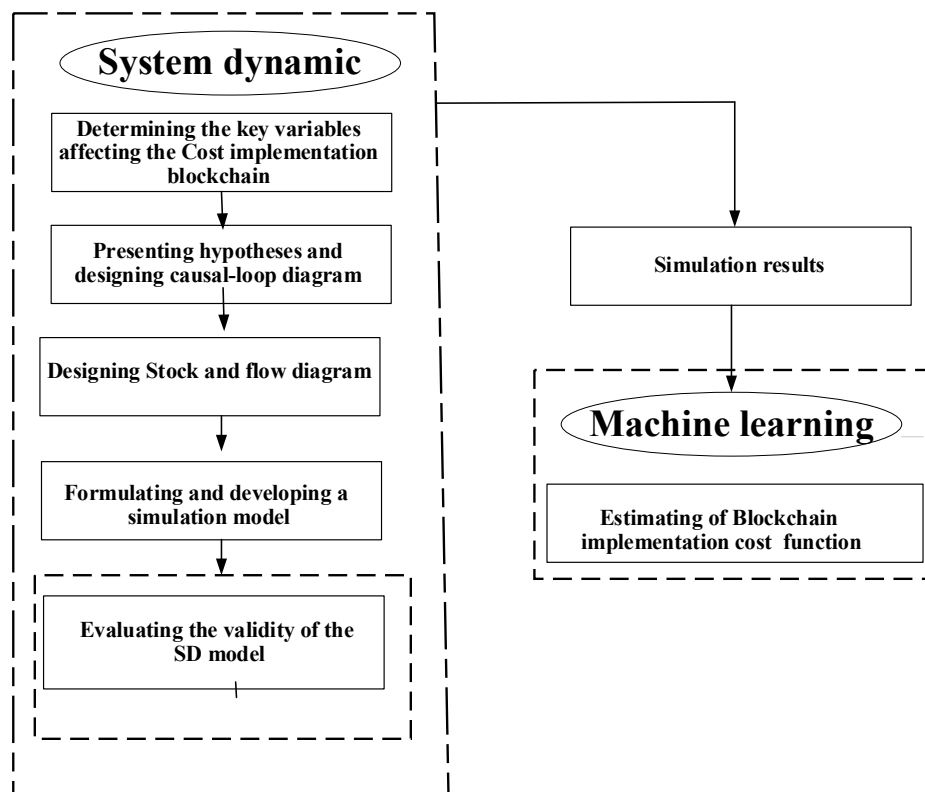 System dynamic
Determining the key variables
affecting the Cost implementation
blockchain
Presenting hypotheses and
designing causal-loop diagram
Designing Stock and flow diagram
Formulating and developing a
simulation model
Evaluating the validity of the
SD model
Simulation results
Machine learning
Estimating of Blockchain
implementation cost function